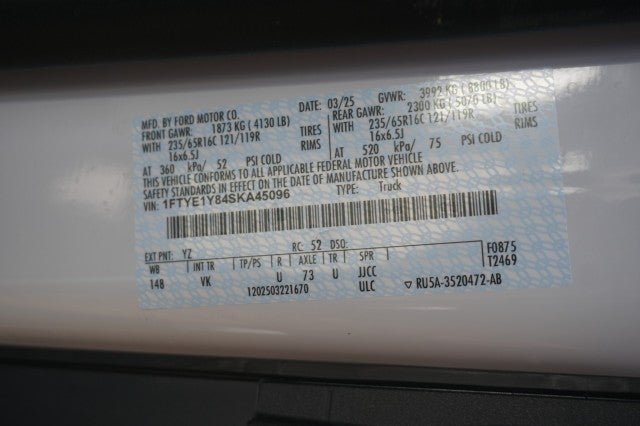 MFD. BY FORD MOTOR CO. DATE: 03/25 GVWR: 3992 KG ( 8800 LB)
FRONT GAWR: 1873 KG ( 4130 LB) REAR GAWR: 2300 KG ( 5070 LB)
WITH 235/65R16C 121/119R TIRES WITH 235/65R16C 121/119R TIRES
16x6.5J RIMS 16x6.5J RIMS
AT 360 kPa/ 52 PSI COLD AT 520 kPa/ 75 PSI COLD
THIS VEHICLE CONFORMS TO ALL APPLICABLE FEDERAL MOTOR VEHICLE
SAFETY STANDARDS IN EFFECT ON THE DATE OF MANUFACTURE SHOWN ABOVE.
VIN: 1FTYE1Y84SKA45096 TYPE: Truck
EXT PNT: YZ RC: 52 DSO: F0875
WB INT TR TP/PS R AXLE TR SPR T2469
148 VK U 73 U JJCC
1202503221670 ULC ▽ RU5A-3520472-AB